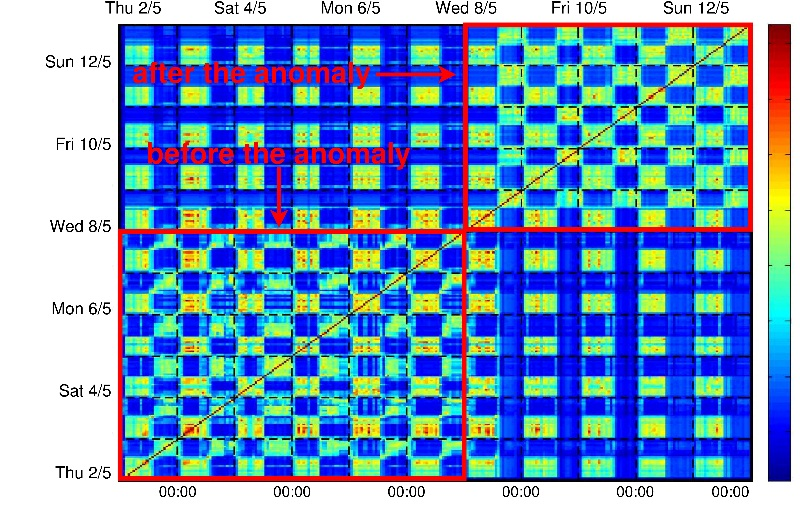 Thu 2/5 Sat 4/5 Mon 6/5 Wed 8/5 Fri 10/5 Sun 12/5
Sun 12/5
after the anomaly
Fri 10/5
before the anomaly
Wed 8/5
Mon 6/5
Sat 4/5
Thu 2/5
00:00 00:00 00:00 00:00 00:00 00:00